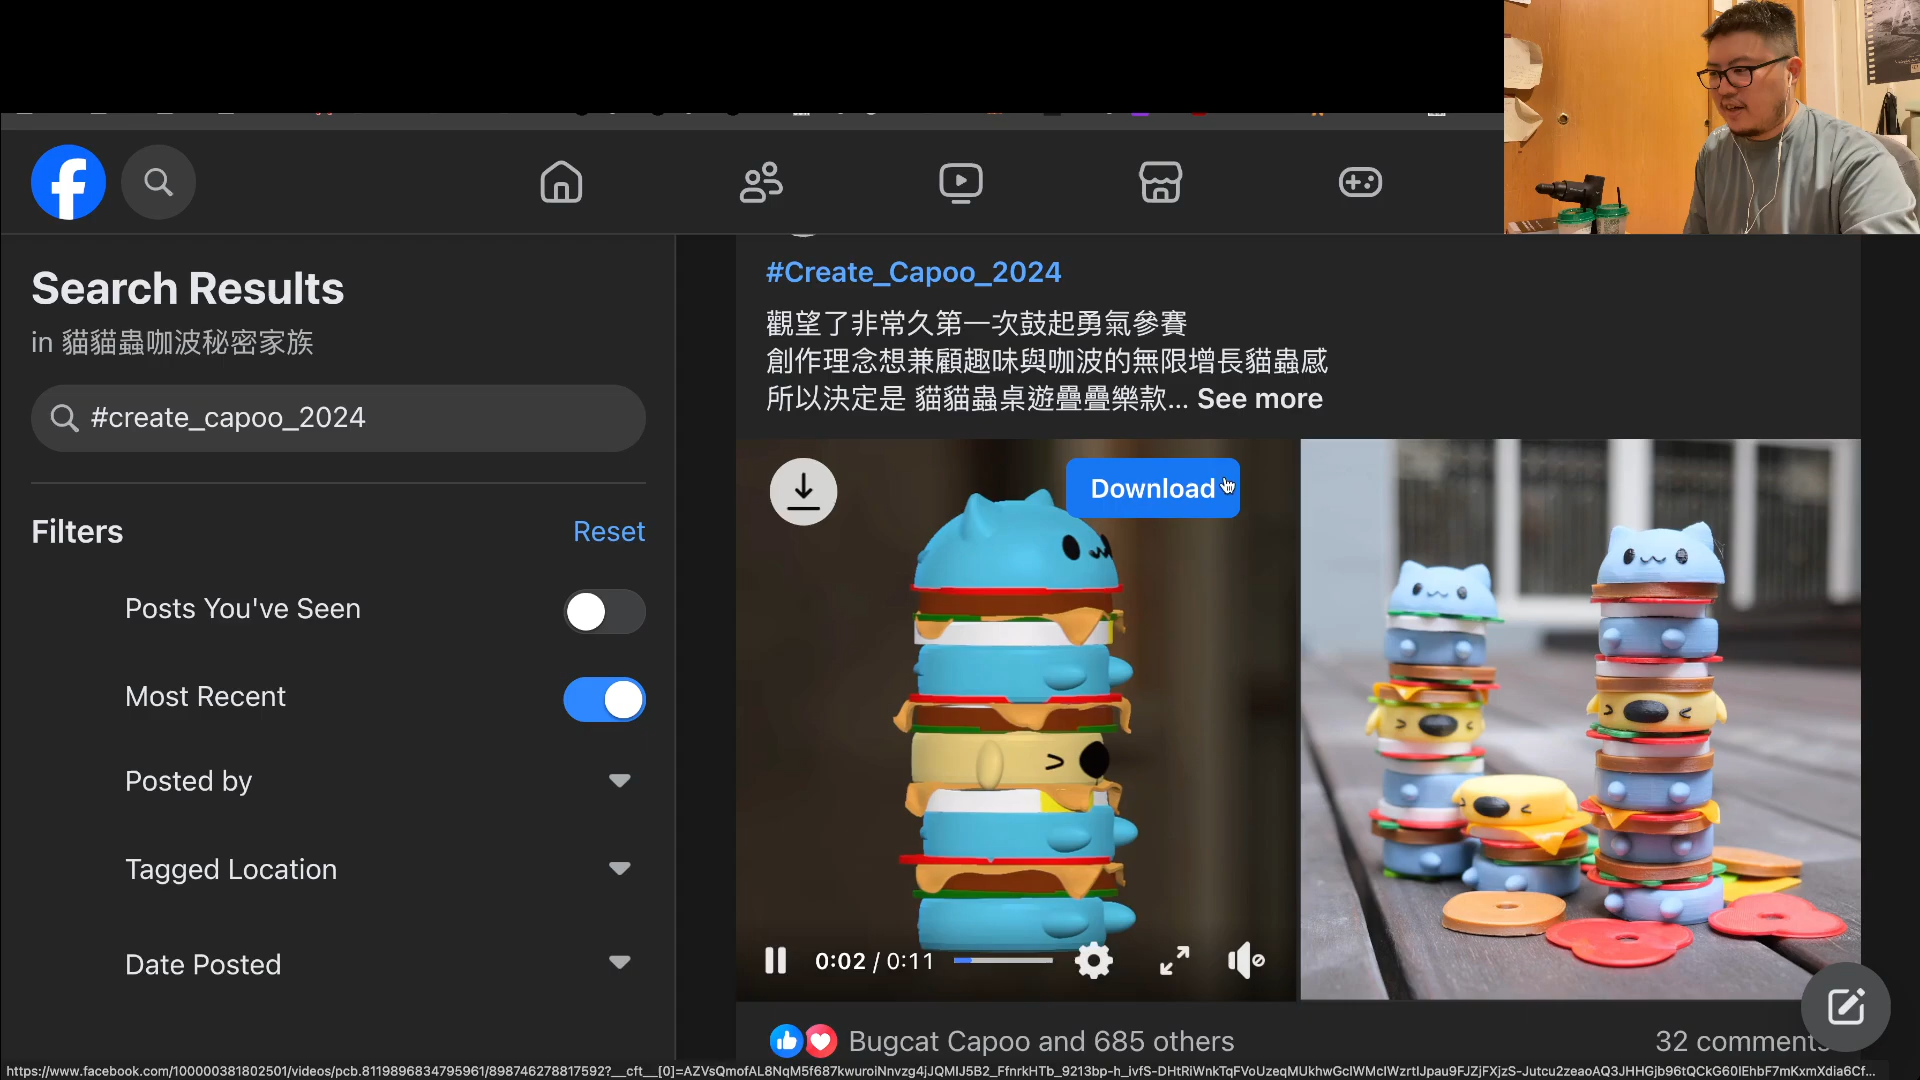 Search Results
in 貓貓蟲咖波秘密家族
#create_capoo_2024
Filters
Reset
Posts You've Seen
Most Recent
Posted by
Tagged Location
Date Posted
#Create_Capoo_2024
觀望了非常久第一次鼓起勇氣參賽
創作理念想兼顧趣味與咖波的無限增長貓蟲感
所以決定是 貓貓蟲桌遊疊疊樂款... See more
Download
0:02 / 0:11
Bugcat Capoo and 685 others
32 comments